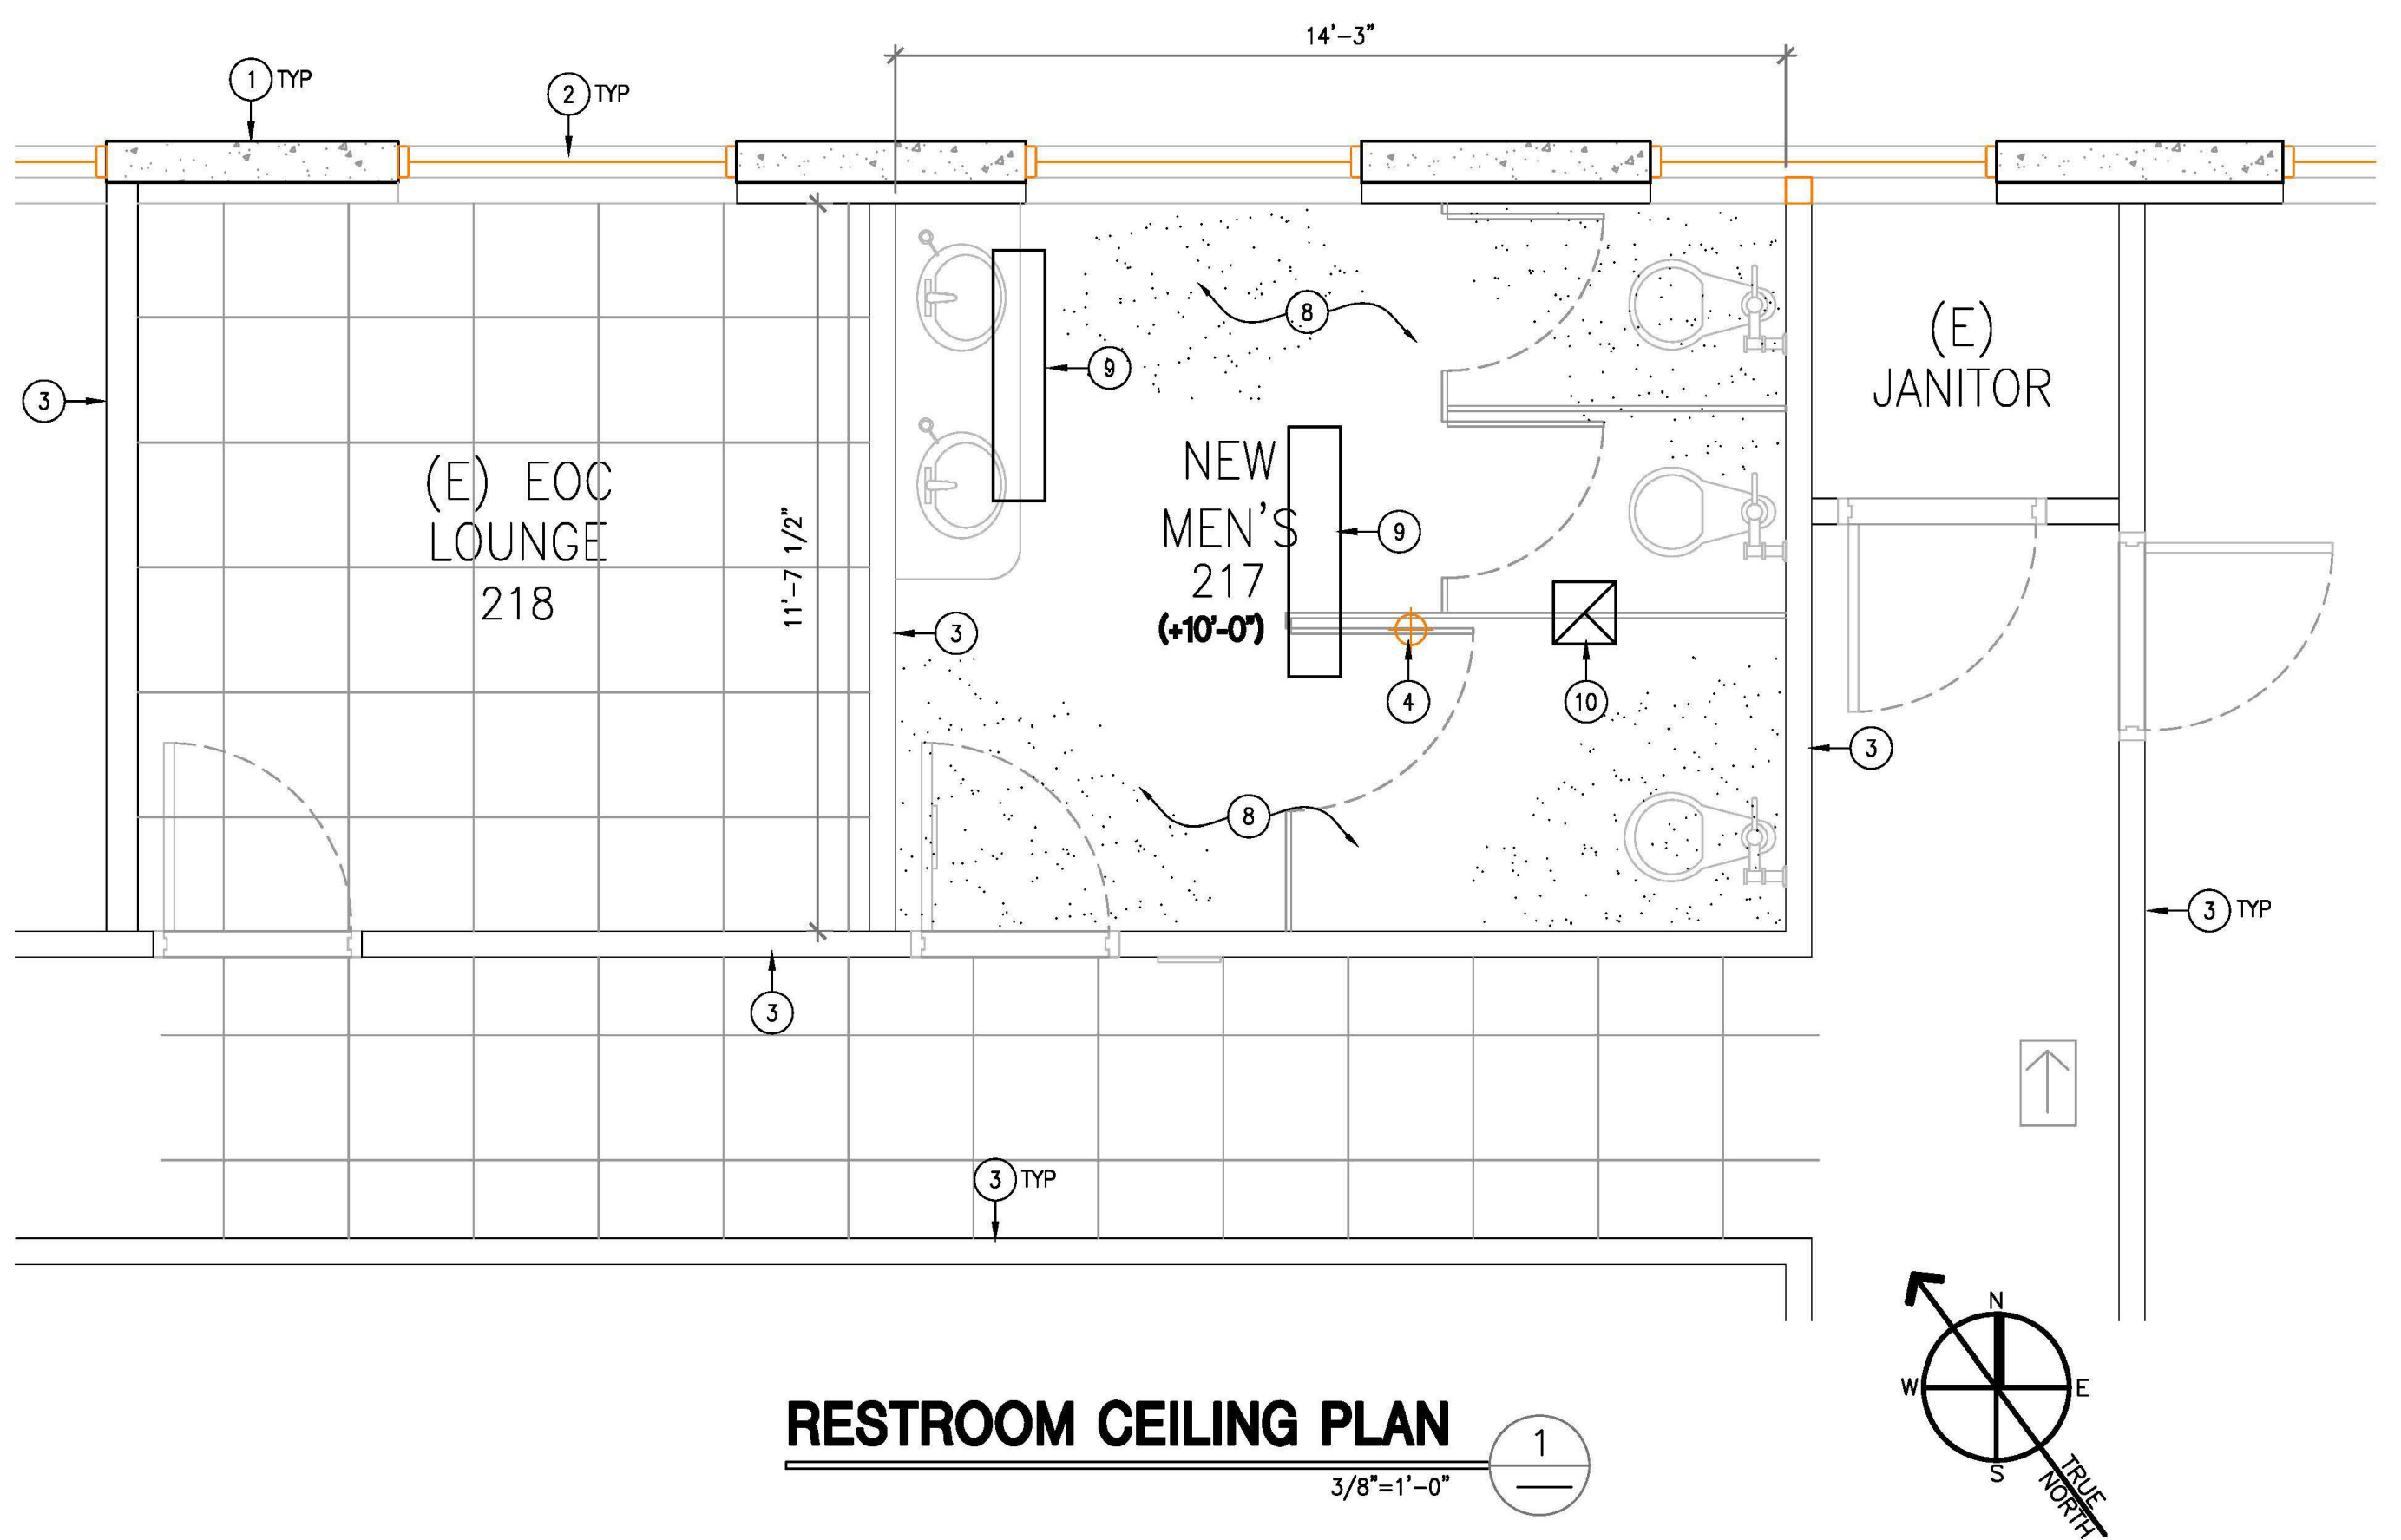 14'-3"
1 TYP
2 TYP
8
(E)
JANITOR
9
3
NEW
MEN'S
217
(+10'-0")
(E) EOC
LOUNGE
218
11'-7 1/2"
9
3
4
10
3
8
3 TYP
3
3 TYP
N
W
E
S
TRUE
NORTH
RESTROOM CEILING PLAN
1
3/8"=1'-0"